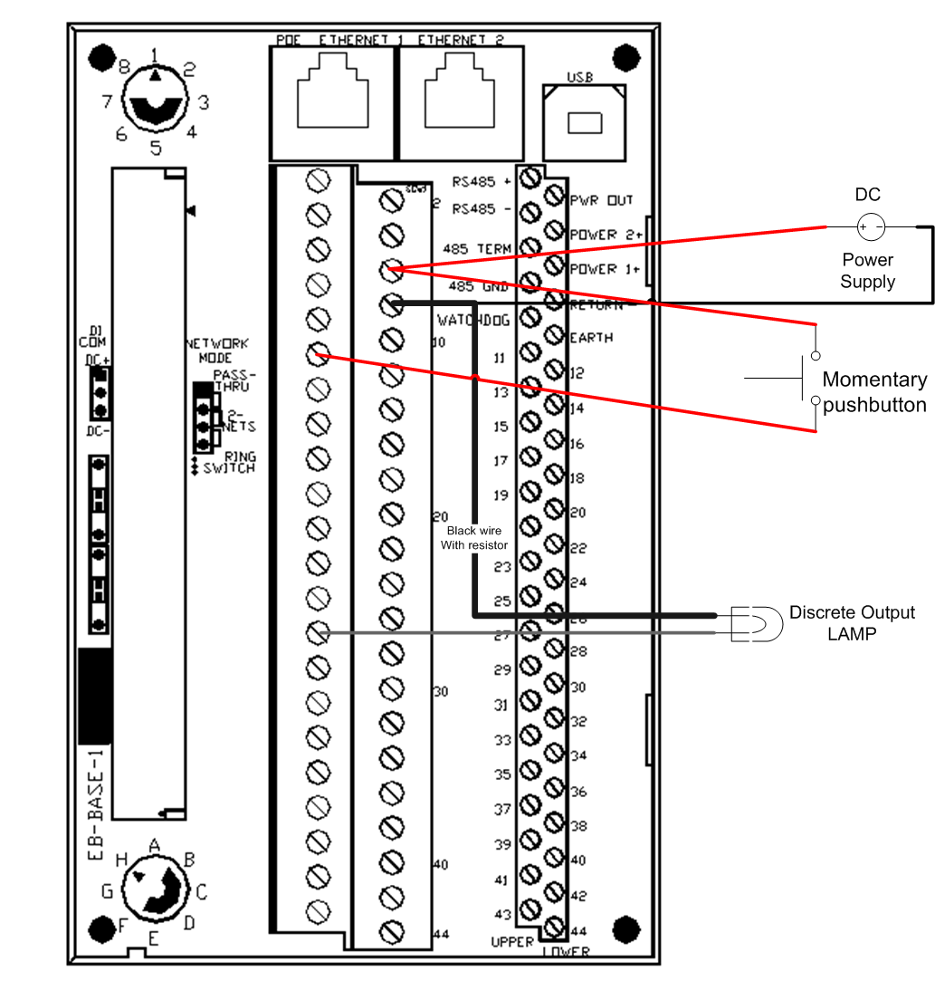 POE ETHERNET 1 ETHERNET 2
USB
1
8 2
7 3
6 4
5
RS485 +
PWR OUT
2
RS485 -
POWER 2+
485 TERM
POWER 1+
485 GND
RETURN -
WATCHDOG
EARTH
10
11
12
13
14
15
16
17
18
19
20
20
22
23
24
25
26
27
28
29
30
30
31
32
33
34
35
36
37
38
39
40
40
41
42
43
44
44
UPPER
LOWER
DI
COM
DC+
DC-
NETWORK
MODE
PASS-
THRU
2-
NETS
RING
SWITCH
EB-BASE-1
A
H B
G C
F D
E
DC
+ -
Power
Supply
Momentary
pushbutton
Black wire
With resistor
Discrete Output
LAMP